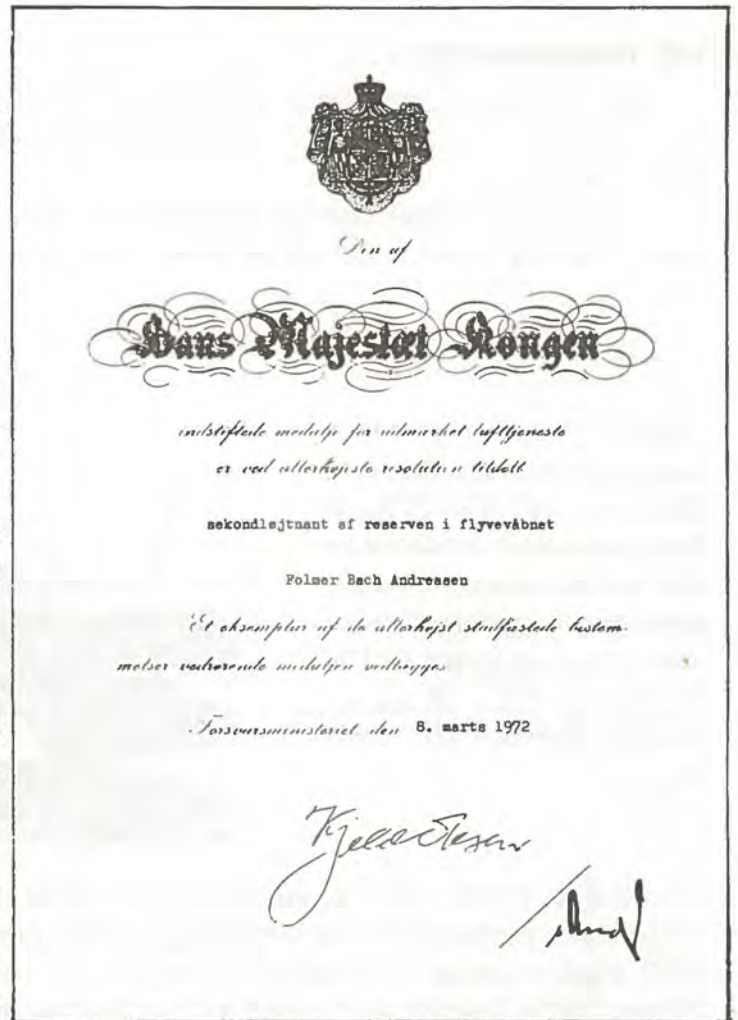 Den af
Hans Majestæt Kongen
indstiftede medalje for udmærket lufttjeneste
er ved allerhøjeste resolution tildelt
sekondløjtnant af reserven i flyvevåbnet
Folmer Bach Andreasen
Et eksemplar af de allerhøjst stadfæstede bestem-
melser vedrørende medaljen vedlægges
Forsvarsministeriet, den 8. marts 1972